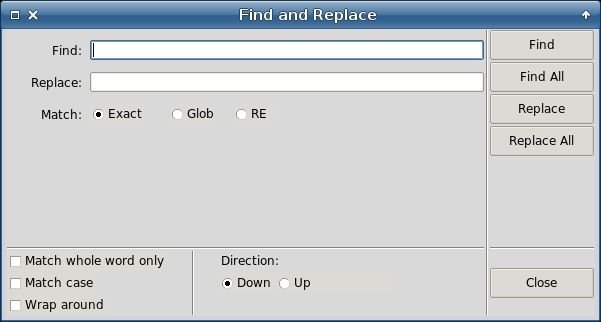 Find and Replace
Find:
Find
Find All
Replace:
Replace
Match: Exact Glob RE
Replace All
Match whole word only
Direction:
Match case
Down Up
Close
Wrap around